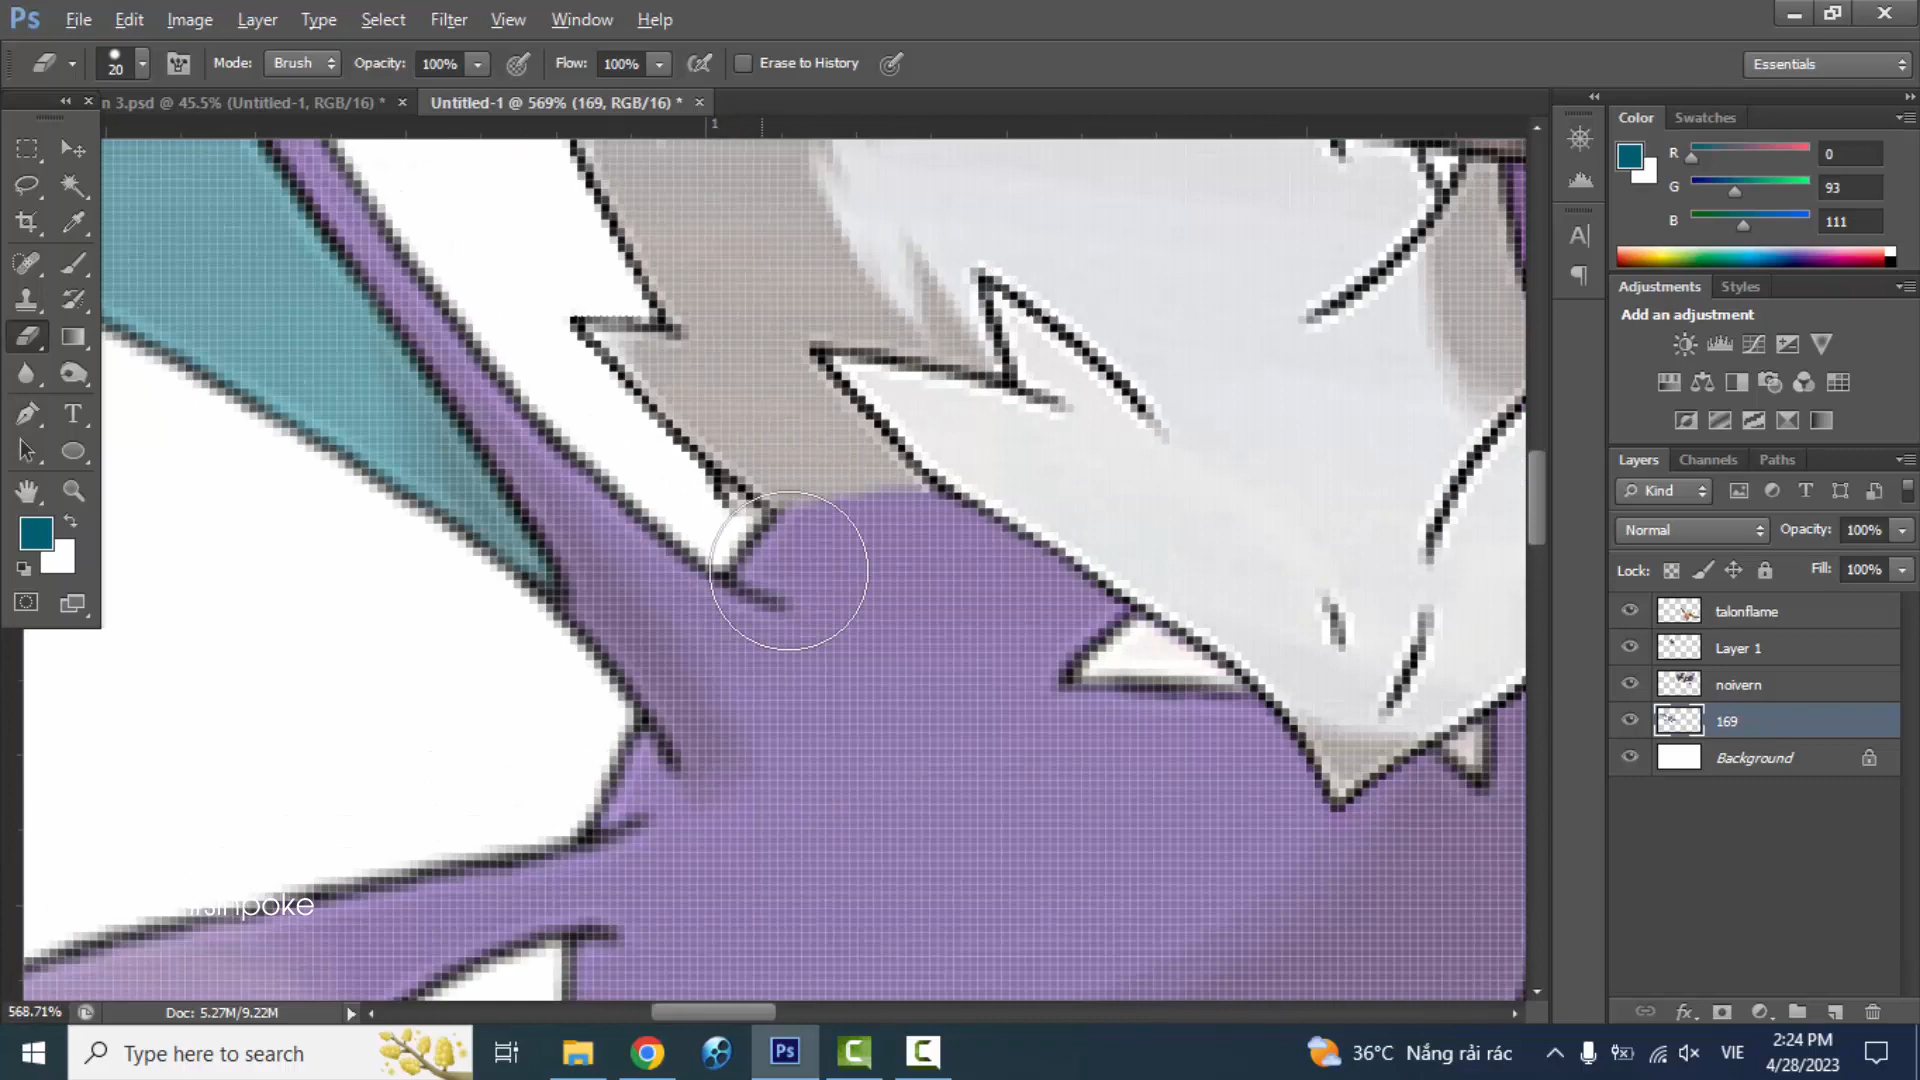 Ps File Edit Image Layer Type Select Filter View Window Help
20 Mode: Brush Opacity: 100% Flow: 100% Erase to History Essentials
n 3.psd @ 45.5% (Untitled-1, RGB/16) * Untitled-1 @ 569% (169, RGB/16) *
1
Color Swatches
R 0
G 93
B 111
Adjustments Styles
Add an adjustment
Layers Channels Paths
Kind
Normal Opacity: 100%
Lock: Fill: 100%
talonflame
Layer 1
noivern
169
Background
568.71% Doc: 5.27M/9.22M
Type here to search
36°C Nắng rải rác
VIE
2:24 PM
4/28/2023